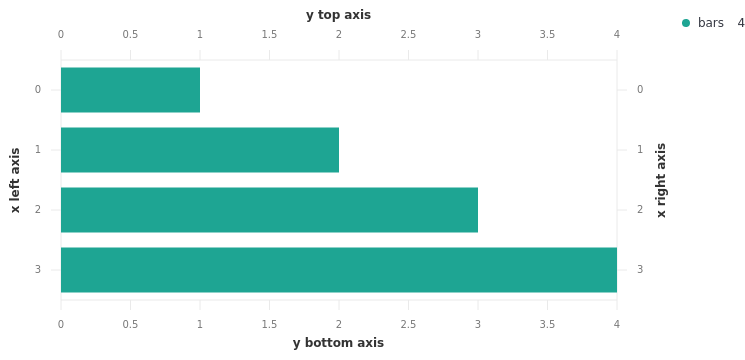 y top axis
bars 4
0 0.5 1 1.5 2 2.5 3 3.5 4
0 0
1 1
2 2
3 3
x left axis
x right axis
0 0.5 1 1.5 2 2.5 3 3.5 4
y bottom axis